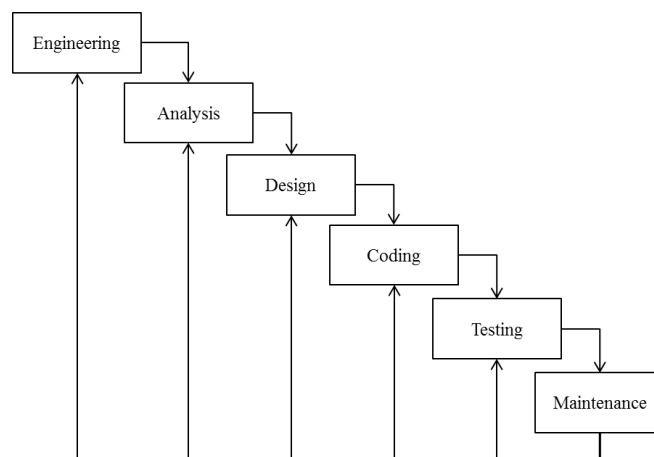 Engineering
Analysis
Design
Coding
Testing
Maintenance